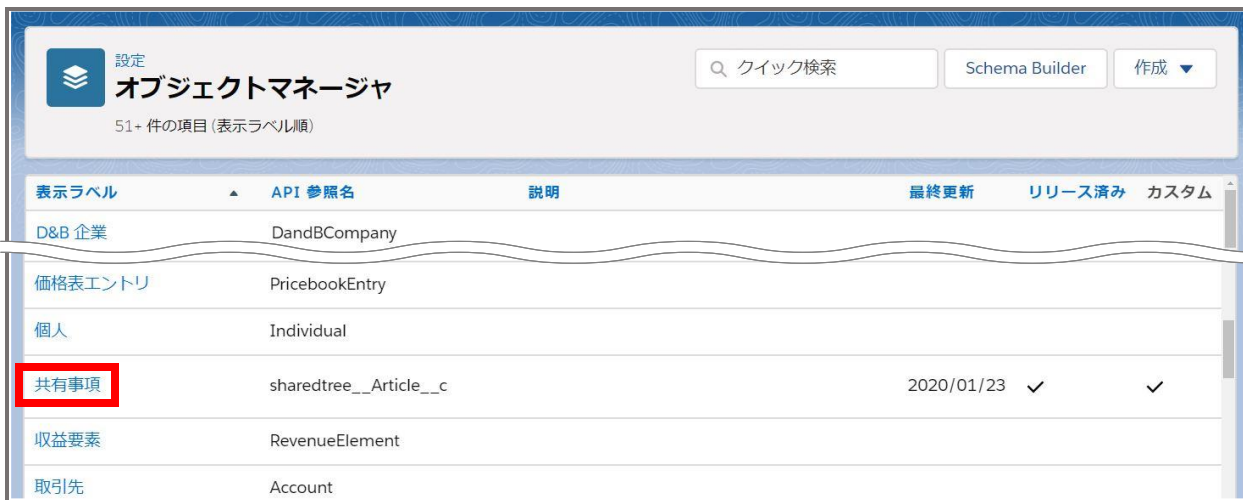 設定
オブジェクトマネージャ
51+ 件の項目 (表示ラベル順)
クイック検索 Schema Builder 作成
表示ラベル API 参照名 説明 最終更新 リリース済み カスタム
D&B 企業 DandBCompany
価格表エントリ PricebookEntry
個人 Individual
共有事項 sharedtree__Article__c 2020/01/23
収益要素 RevenueElement
取引先 Account